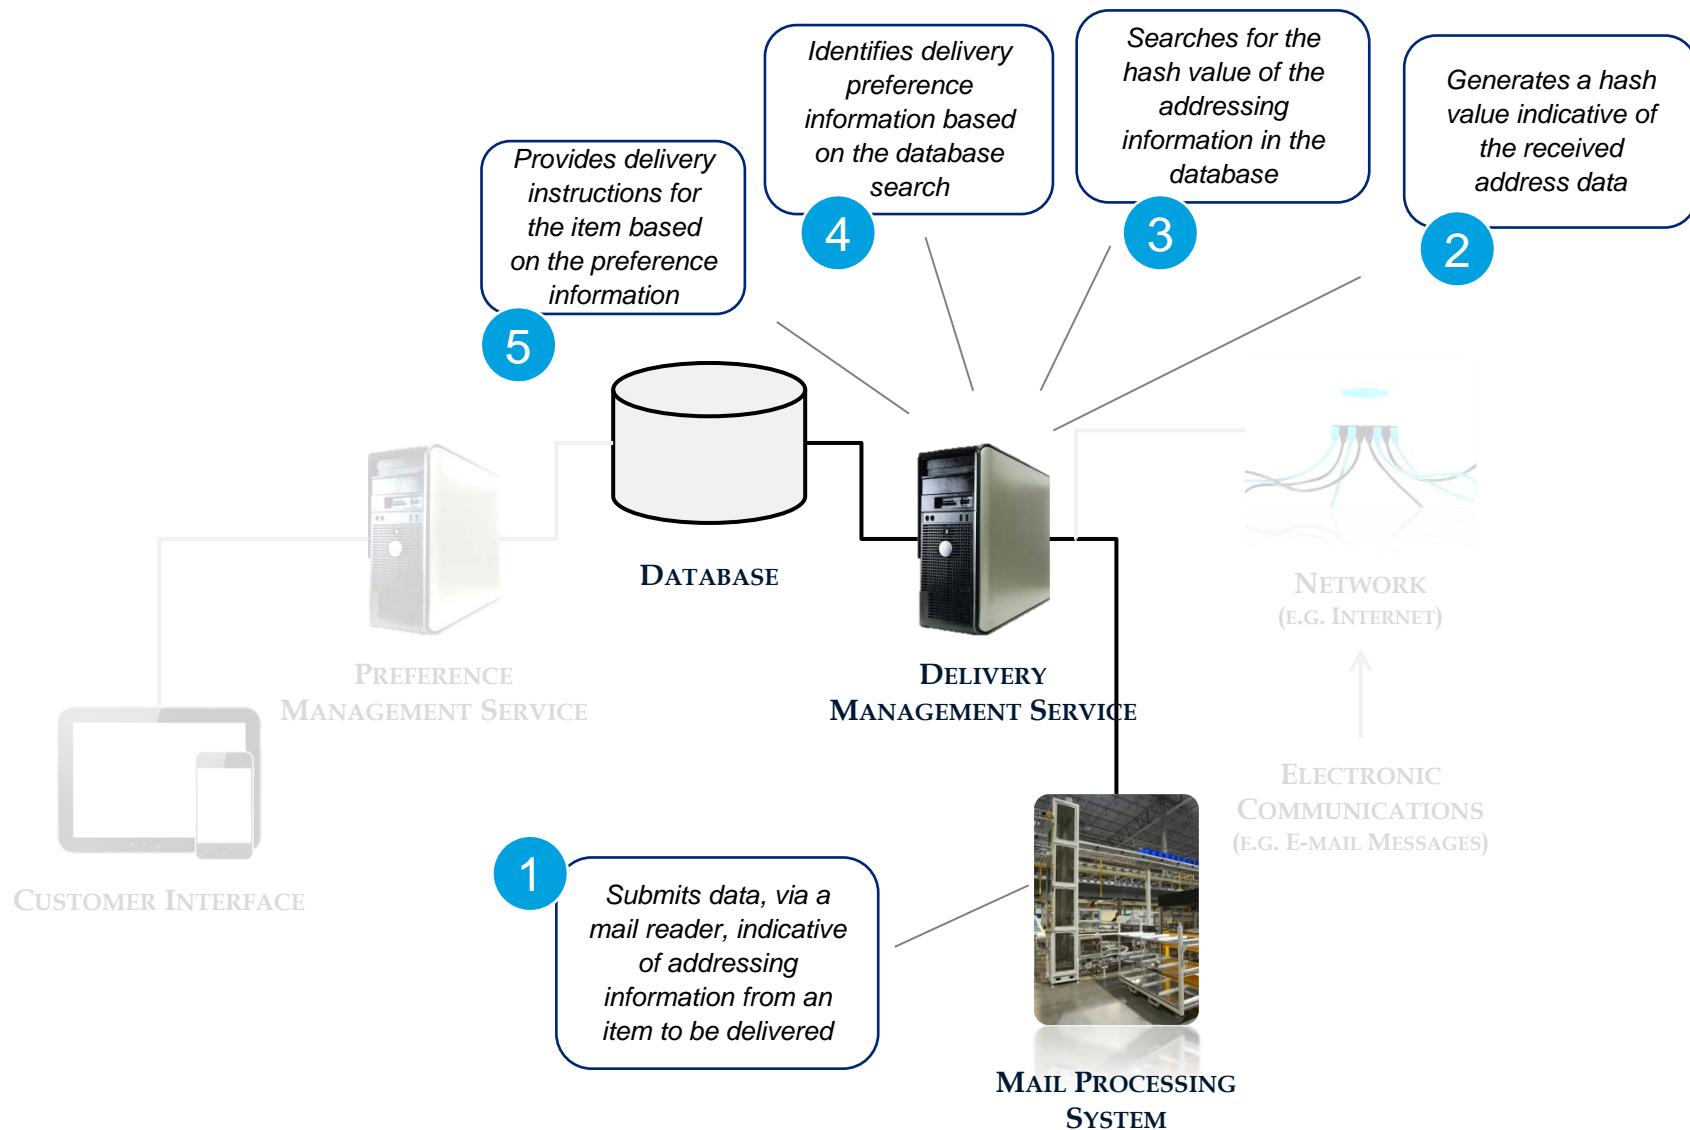 Identifies delivery
preference
information based
on the database
search
4
Searches for the
hash value of the
addressing
information in the
database
3
Generates a hash
value indicative of
the received
address data
2
Provides delivery
instructions for
the item based
on the preference
information
5
DATABASE
NETWORK
(E.G. INTERNET)
PREFERENCE
MANAGEMENT SERVICE
DELIVERY
MANAGEMENT SERVICE
ELECTRONIC
COMMUNICATIONS
(E.G. E-MAIL MESSAGES)
CUSTOMER INTERFACE
1
Submits data, via a
mail reader, indicative
of addressing
information from an
item to be delivered
MAIL PROCESSING
SYSTEM